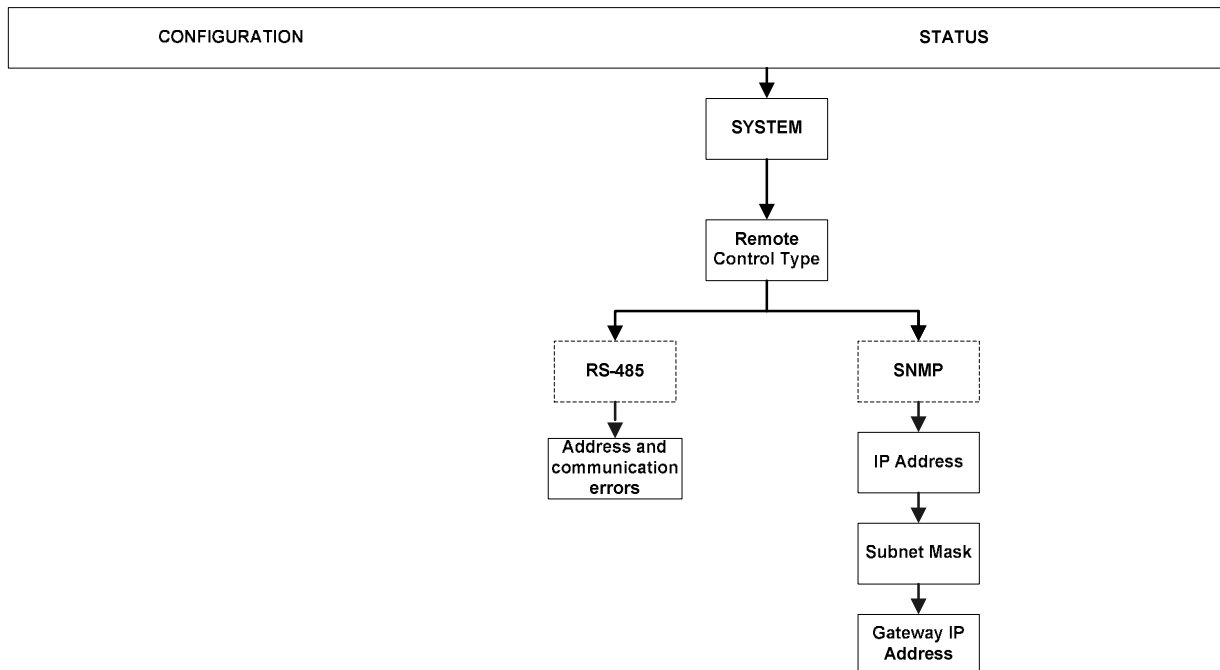 CONFIGURATION STATUS
SYSTEM
Remote
Control Type
RS-485 SNMP
Address and
communication
errors
IP Address
Subnet Mask
Gateway IP
Address